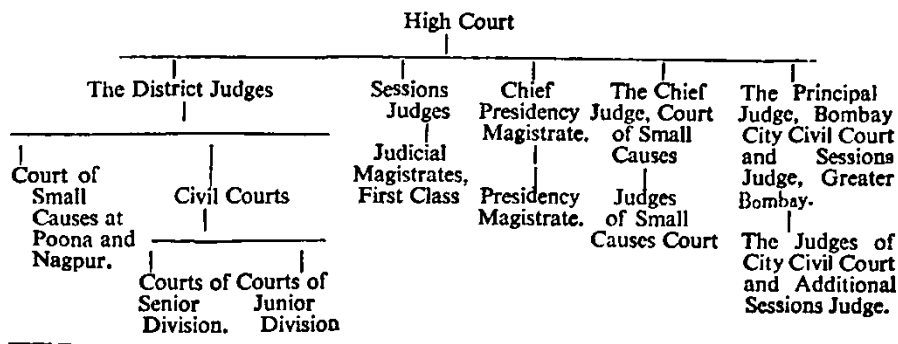 High Court
The District Judges
Court of
Small
Causes at
Poona and
Nagpur.
Civil Courts
Courts of
Senior
Division.
Courts of
Junior
Division
Sessions
Judges
Judicial
Magistrates,
First Class
Chief
Presidency
Magistrate.
Presidency
Magistrate.
The Chief
Judge, Court
of Small
Causes
Judges
of Small
Causes Court
The Principal
Judge, Bombay
City Civil Court
and Sessions
Judge, Greater
Bombay.
The Judges of
City Civil Court
and Additional
Sessions Judge.